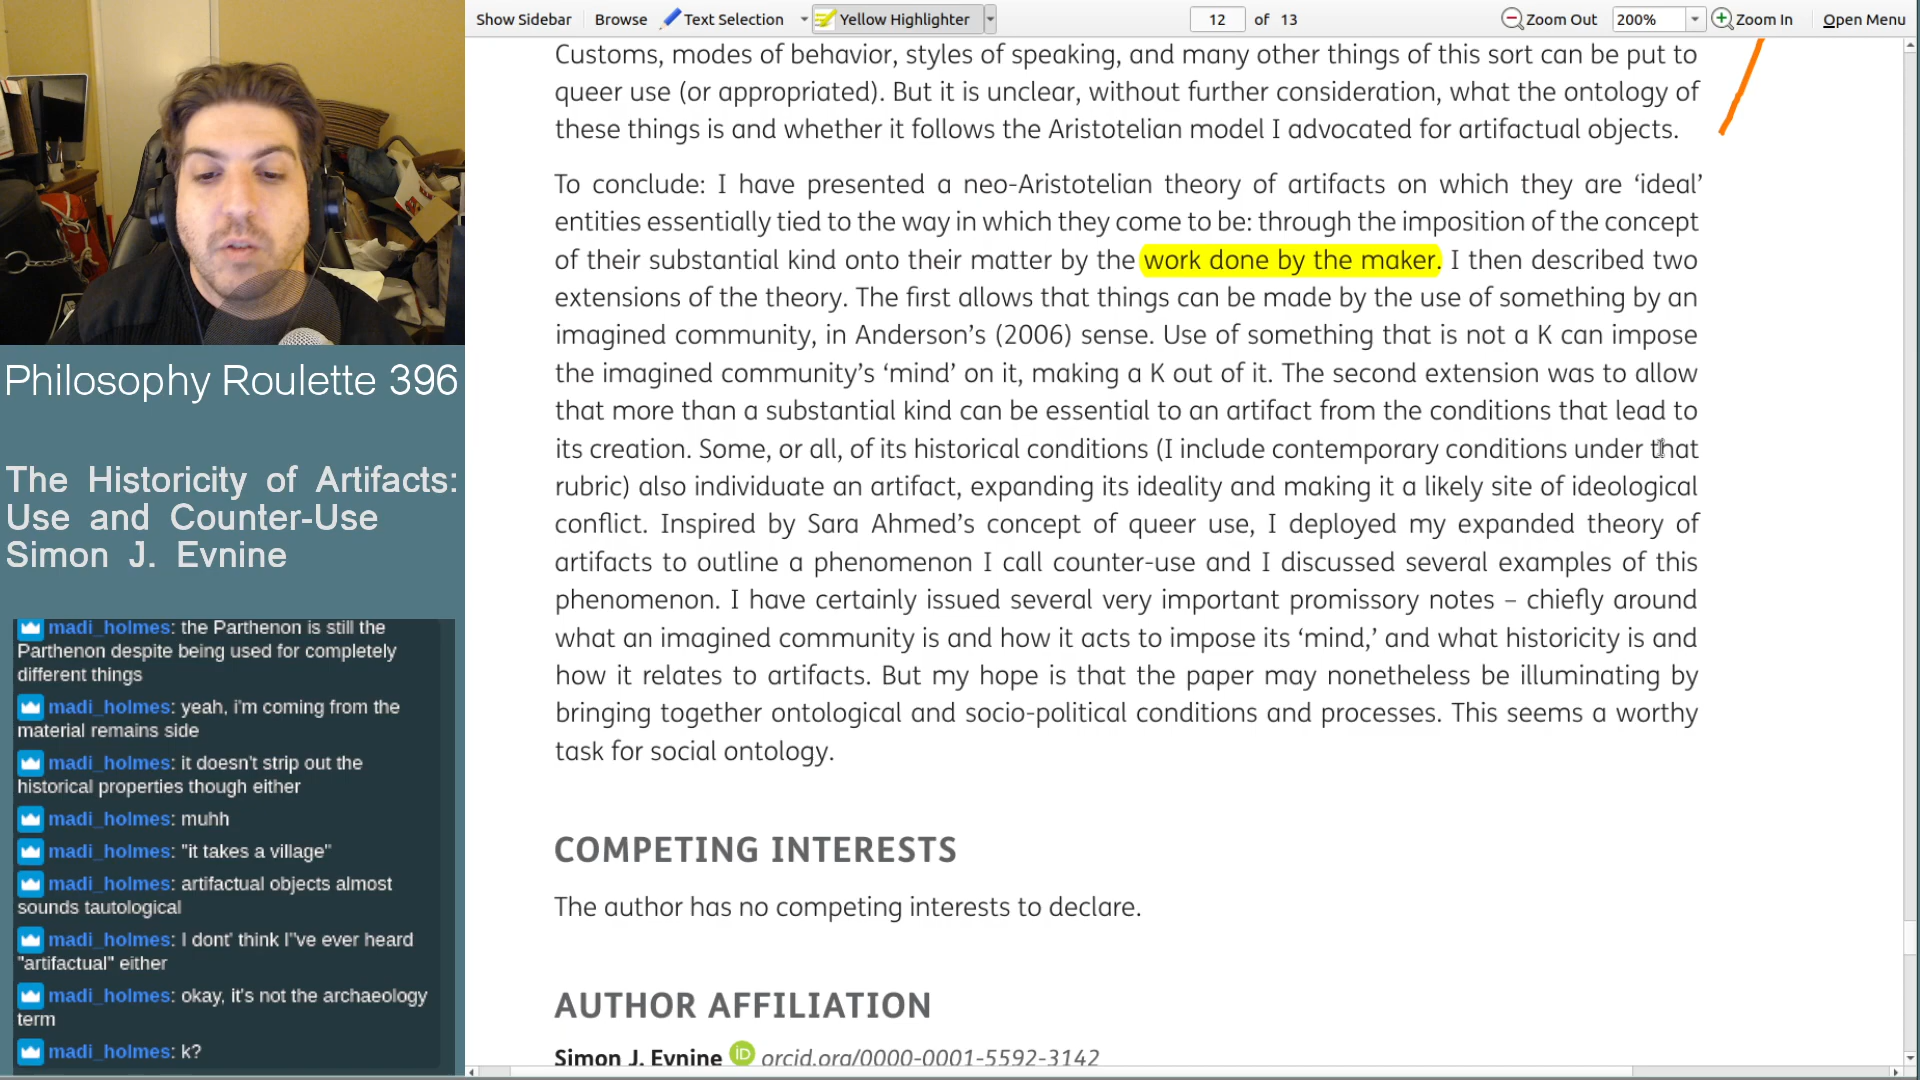 Show Sidebar Browse Text Selection Yellow Highlighter 12 of 13 Zoom Out 200% Zoom In Open Menu
Customs, modes of behavior, styles of speaking, and many other things of this sort can be put to
queer use (or appropriated). But it is unclear, without further consideration, what the ontology of
these things is and whether it follows the Aristotelian model I advocated for artifactual objects.
To conclude: I have presented a neo-Aristotelian theory of artifacts on which they are ‘ideal’
entities essentially tied to the way in which they come to be: through the imposition of the concept
of their substantial kind onto their matter by the work done by the maker. I then described two
extensions of the theory. The first allows that things can be made by the use of something by an
imagined community, in Anderson’s (2006) sense. Use of something that is not a K can impose
the imagined community’s ‘mind’ on it, making a K out of it. The second extension was to allow
that more than a substantial kind can be essential to an artifact from the conditions that lead to
its creation. Some, or all, of its historical conditions (I include contemporary conditions under that
rubric) also individuate an artifact, expanding its ideality and making it a likely site of ideological
conflict. Inspired by Sara Ahmed’s concept of queer use, I deployed my expanded theory of
artifacts to outline a phenomenon I call counter-use and I discussed several examples of this
phenomenon. I have certainly issued several very important promissory notes – chiefly around
what an imagined community is and how it acts to impose its ‘mind,’ and what historicity is and
how it relates to artifacts. But my hope is that the paper may nonetheless be illuminating by
bringing together ontological and socio-political conditions and processes. This seems a worthy
task for social ontology.
COMPETING INTERESTS
The author has no competing interests to declare.
AUTHOR AFFILIATION
Simon J. Evnine iD orcid.org/0000-0001-5592-3142
Philosophy Roulette 396
The Historicity of Artifacts:
Use and Counter-Use
Simon J. Evnine
madi_holmes: the Parthenon is still the
Parthenon despite being used for completely
different things
madi_holmes: yeah, i'm coming from the
material remains side
madi_holmes: it doesn't strip out the
historical properties though either
madi_holmes: muhh
madi_holmes: "it takes a village"
madi_holmes: artifactual objects almost
sounds tautological
madi_holmes: I dont' think I"ve ever heard
"artifactual" either
madi_holmes: okay, it's not the archaeology
term
madi_holmes: k?